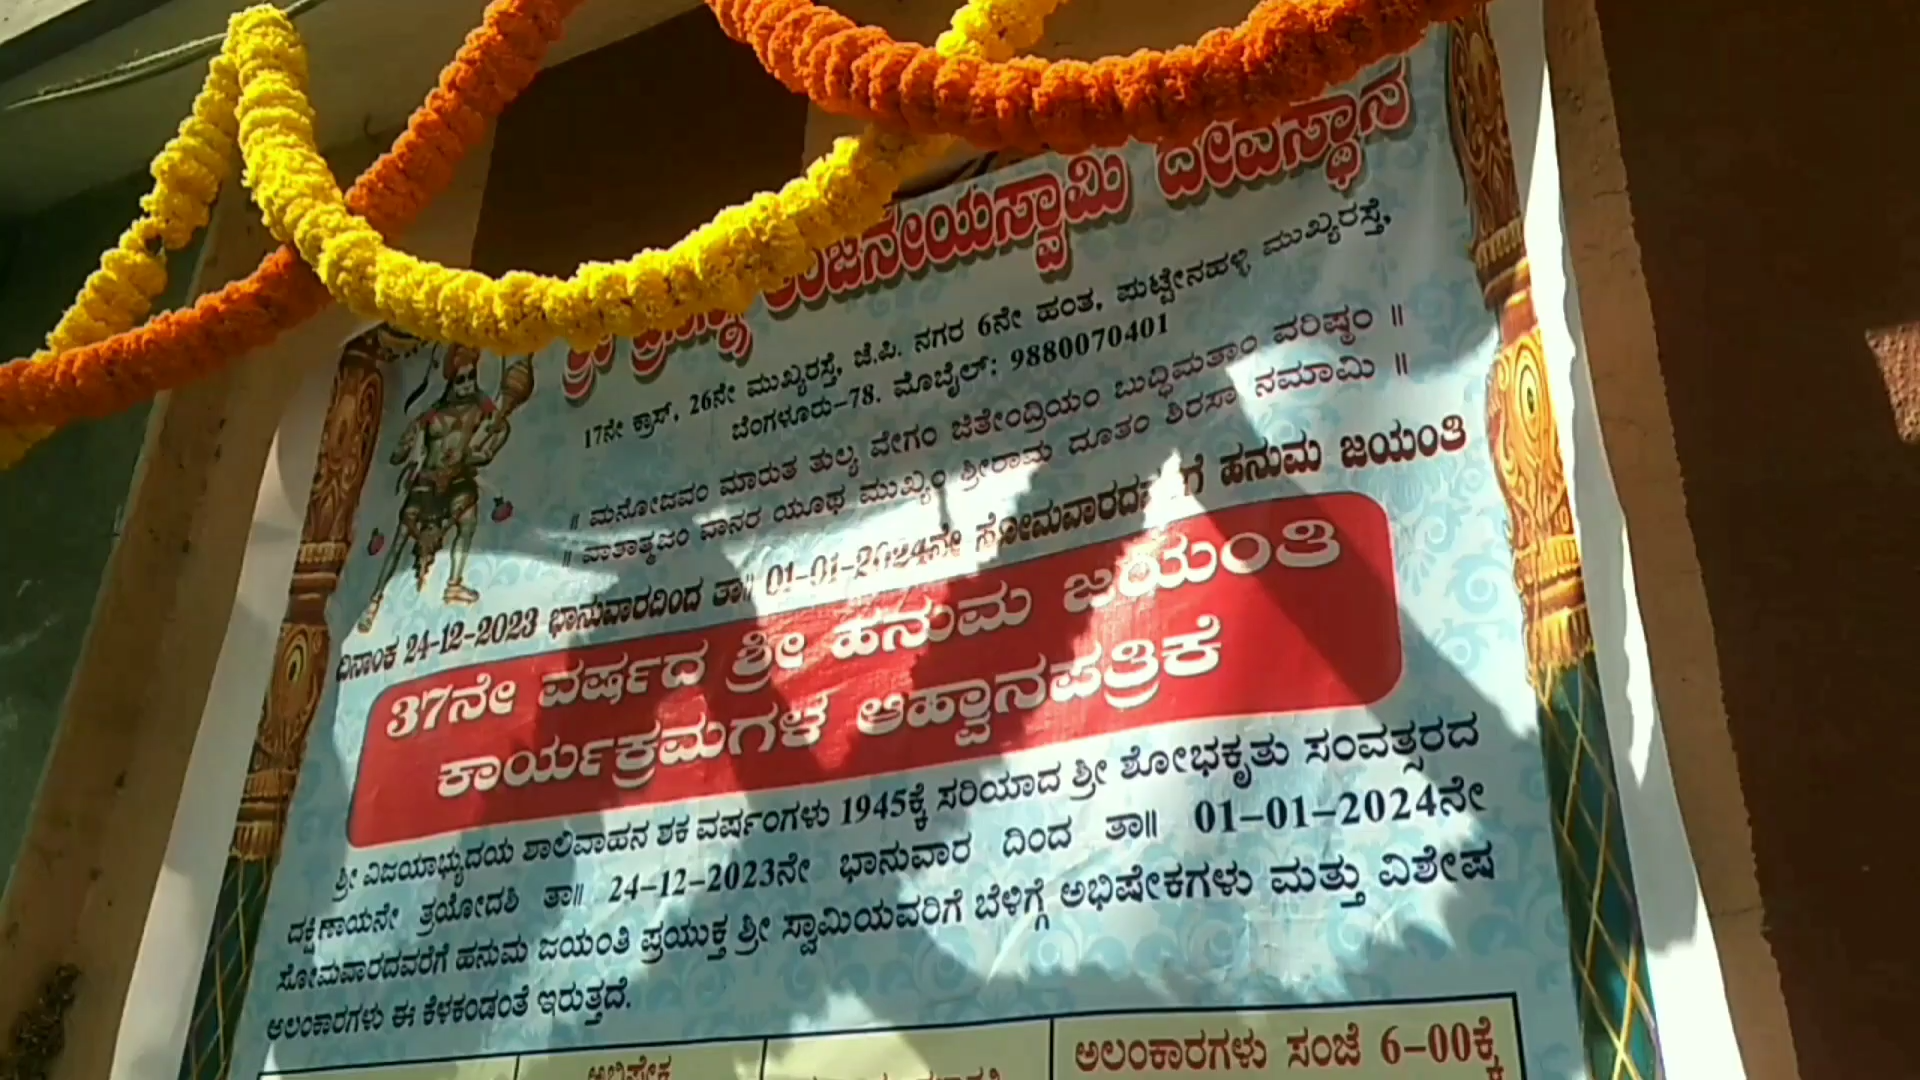 ಶ್ರೀ ಪ್ರಸನ್ನ ಆಂಜನೇಯಸ್ವಾಮಿ ದೇವಸ್ಥಾನ
17ನೇ ಕ್ರಾಸ್, 26ನೇ ಮುಖ್ಯರಸ್ತೆ, ಜೆ.ಪಿ. ನಗರ 6ನೇ ಹಂತ, ಪುಟ್ಟೇನಹಳ್ಳಿ ಮುಖ್ಯರಸ್ತೆ,
ಬೆಂಗಳೂರು-78. ಮೊಬೈಲ್: 9880070401
॥ ಮನೋಜವಂ ಮಾರುತ ತುಲ್ಯ ವೇಗಂ ಜಿತೇಂದ್ರಿಯಂ ಬುದ್ಧಿಮತಾಂ ವರಿಷ್ಠಂ ॥
॥ ವಾತಾತ್ಮಜಂ ವಾನರ ಯೂಥ ಮುಖ್ಯಂ ಶ್ರೀರಾಮ ದೂತಂ ಶಿರಸಾ ನಮಾಮಿ ॥
ದಿನಾಂಕ 24-12-2023 ಭಾನುವಾರದಿಂದ ತಾ॥ 01-01-2024ನೇ ಹನುಮ ಜಯಂತಿ
37ನೇ ವರ್ಷದ ಶ್ರೀ ಹನುಮ ಜಯಂತಿ
ಕಾರ್ಯಕ್ರಮಗಳ ಆಹ್ವಾನಪತ್ರಿಕೆ
ಶ್ರೀ ವಿಜಯಾಭ್ಯುದಯ ಶಾಲಿವಾಹನ ಶಕ ವರ್ಷಂಗಳು 1945ಕ್ಕೆ ಸರಿಯಾದ ಶ್ರೀ ಶೋಭಕೃತು ಸಂವತ್ಸರದ
ದಕ್ಷಿಣಾಯನೇ ತ್ರಯೋದಶಿ ತಾ॥ 24-12-2023ನೇ ಭಾನುವಾರ ದಿಂದ ತಾ॥ 01-01-2024ನೇ
ಸೋಮವಾರದವರೆಗೆ ಹನುಮ ಜಯಂತಿ ಪ್ರಯುಕ್ತ ಶ್ರೀ ಸ್ವಾಮಿಯವರಿಗೆ ಬೆಳಿಗ್ಗೆ ಅಭಿಷೇಕಗಳು ಮತ್ತು ವಿಶೇಷ
ಅಲಂಕಾರಗಳು ಈ ಕೆಳಕಂಡಂತೆ ಇರುತ್ತದೆ.
ಅಭಿಷೇಕ
ಅಲಂಕಾರಗಳು ಸಂಜೆ 6-00ಕ್ಕೆ